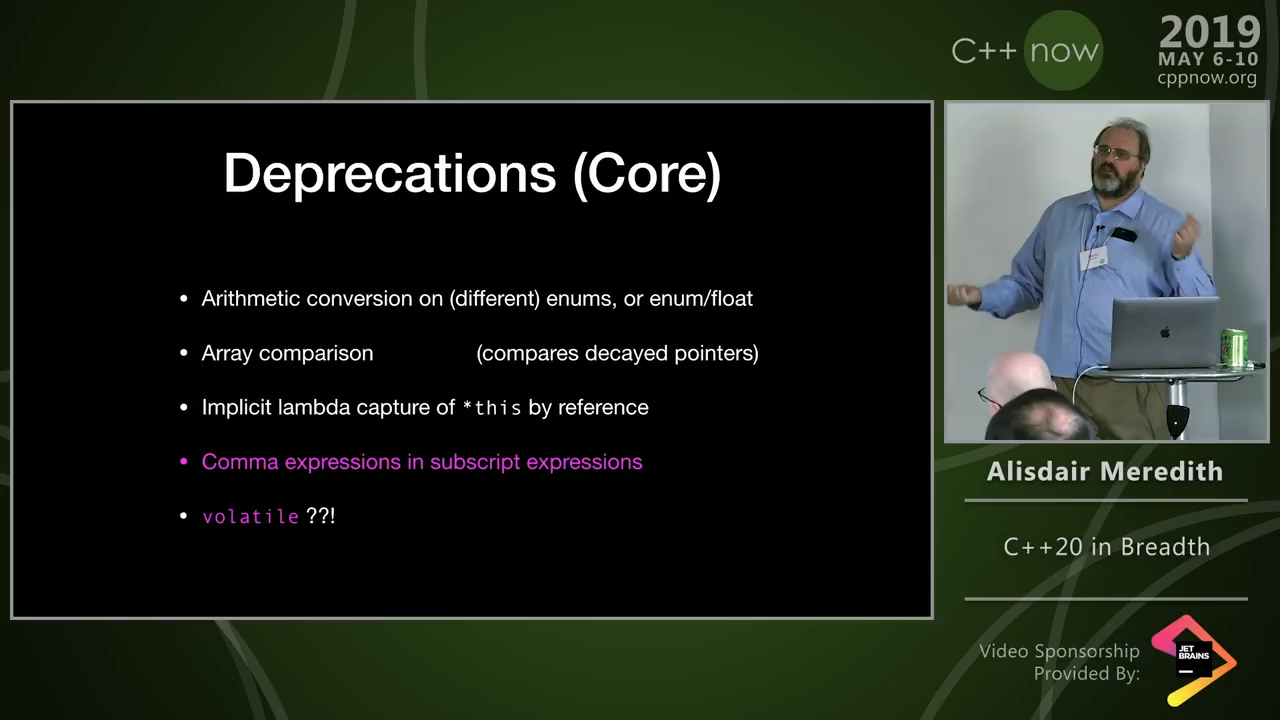 C++ now
2019
MAY 6-10
cppnow.org
Deprecations (Core)
• Arithmetic conversion on (different) enums, or enum/float
• Array comparison (compares decayed pointers)
• Implicit lambda capture of *this by reference
• Comma expressions in subscript expressions
• volatile ??!
Alisdair Meredith
C++20 in Breadth
Video Sponsorship
Provided By:
JET
BRAINS